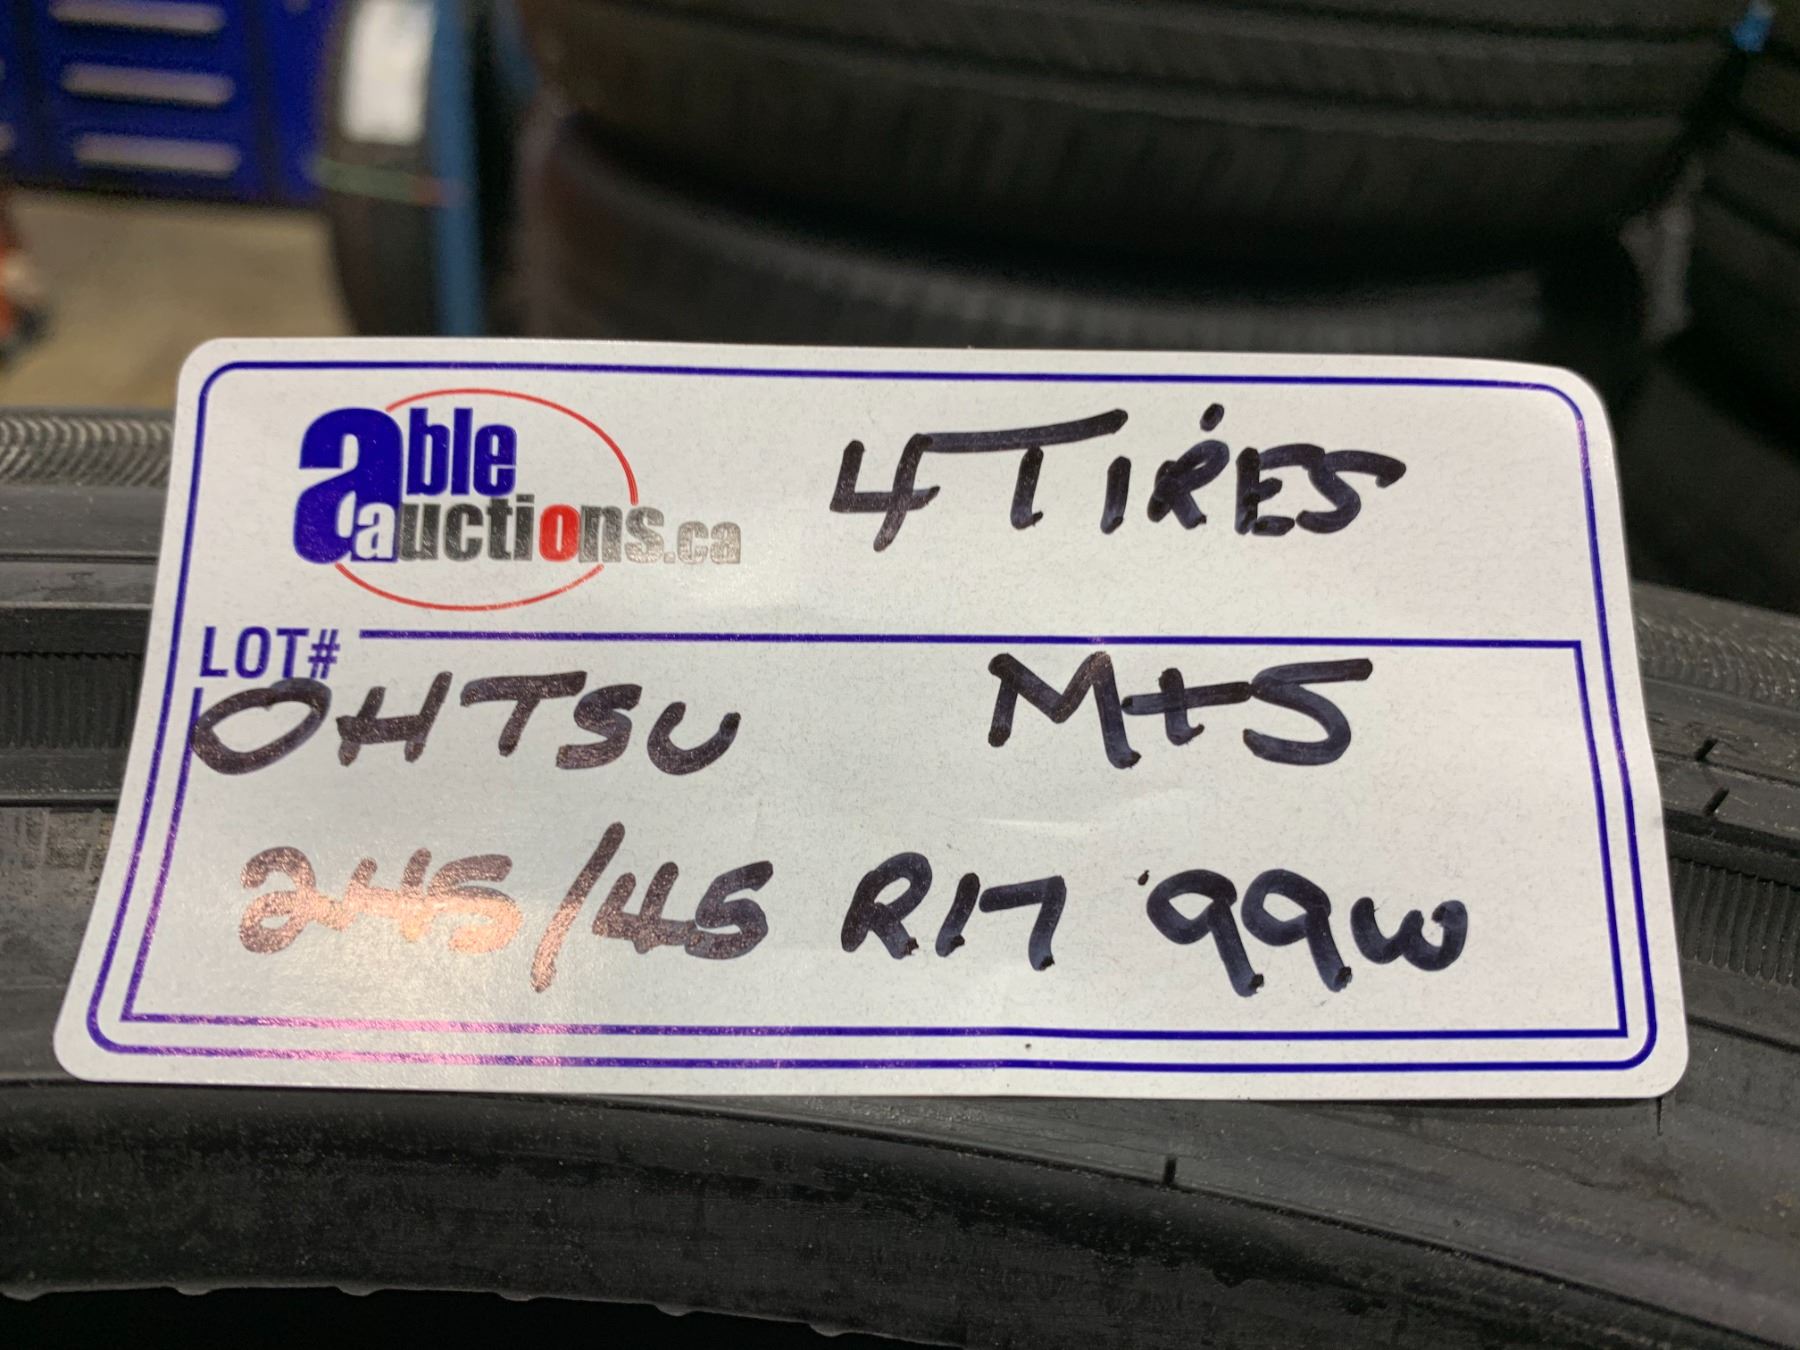 able
auctions.ca
4 TIRES
LOT#
OHTSU M+S
245/45 R17 99W